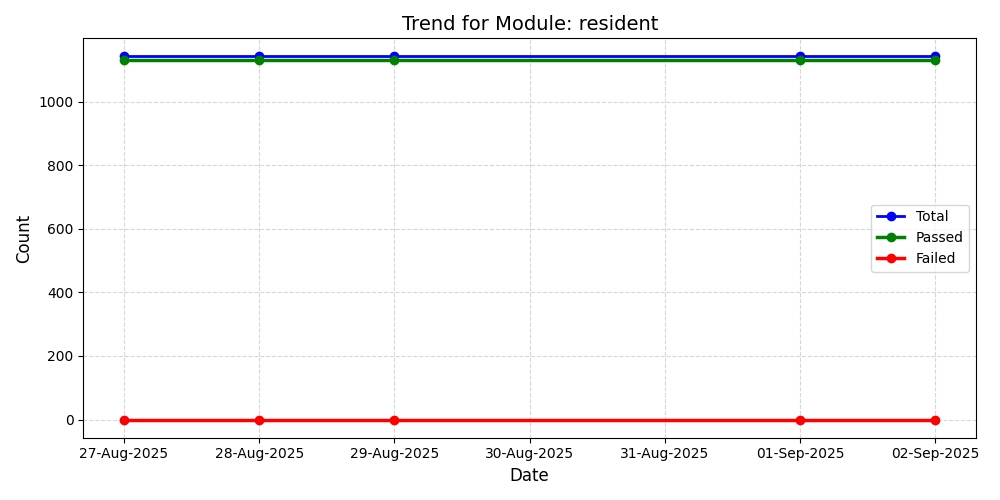 Trend for Module: resident
Count
1000
800
600
400
200
0
Total
Passed
Failed
27-Aug-2025
28-Aug-2025
29-Aug-2025
30-Aug-2025
31-Aug-2025
01-Sep-2025
02-Sep-2025
Date